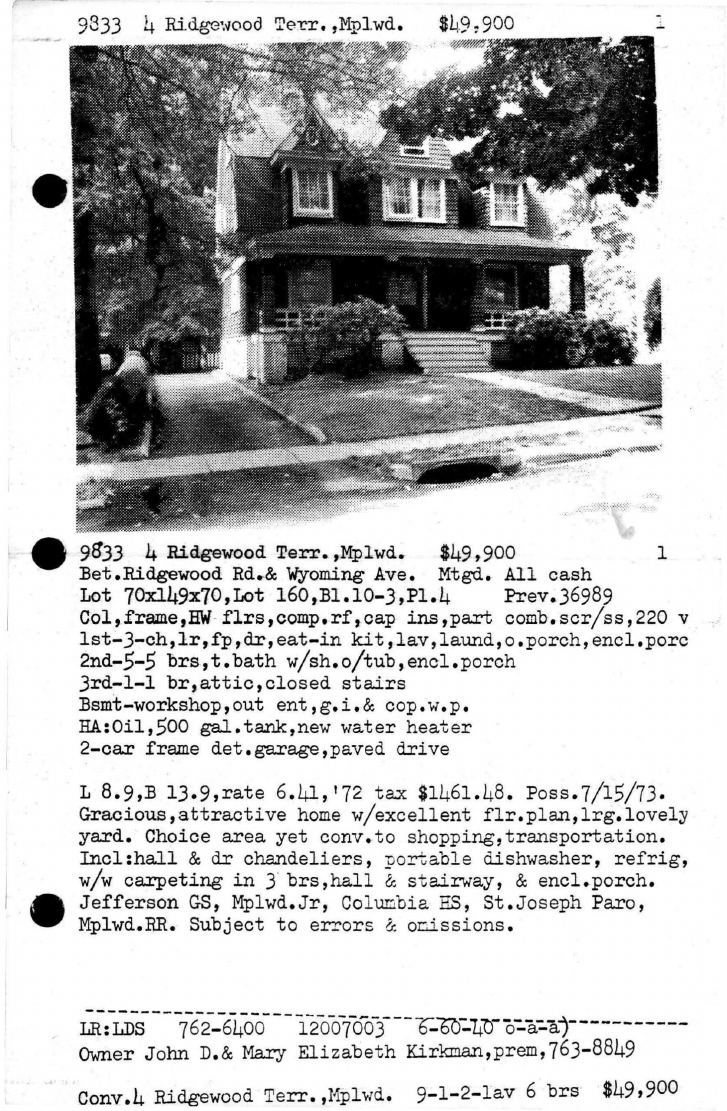 9833 4 Ridgewood Terr.,Mplwd. $49,900 1
9833 4 Ridgewood Terr.,Mplwd. $49,900 1
Bet.Ridgewood Rd.& Wyoming Ave. Mtgd. All cash
Lot 70x149x70,Lot 160,Bl.10-3,Pl.4 Prev.36989
Col,frame,HW flrs,comp.rf,cap ins,part comb.scr/ss,220 v
1st-3-ch,lr,fp,dr,eat-in kit,lav,laund,o.porch,encl.porc
2nd-5-5 brs,t.bath w/sh.o/tub,encl.porch
3rd-1-1 br,attic,closed stairs
Bsmt-workshop,out ent,g.i.& cop.w.p.
HA:Oil,500 gal.tank,new water heater
2-car frame det.garage,paved drive
L 8.9,B 13.9,rate 6.41,'72 tax $1461.48. Poss.7/15/73.
Gracious,attractive home w/excellent flr.plan,lrg.lovely
yard. Choice area yet conv.to shopping,transportation.
Incl:hall & dr chandeliers, portable dishwasher, refrig,
w/w carpeting in 3 brs,hall & stairway, & encl.porch.
Jefferson GS, Mplwd.Jr, Columbia HS, St.Joseph Paro,
Mplwd.RR. Subject to errors & omissions.
LR:LDS 762-6400 12007003 6-60-40 o-a-a)
Owner John D.& Mary Elizabeth Kirkman,prem,763-8849
Conv.4 Ridgewood Terr.,Mplwd. 9-1-2-lav 6 brs $49,900